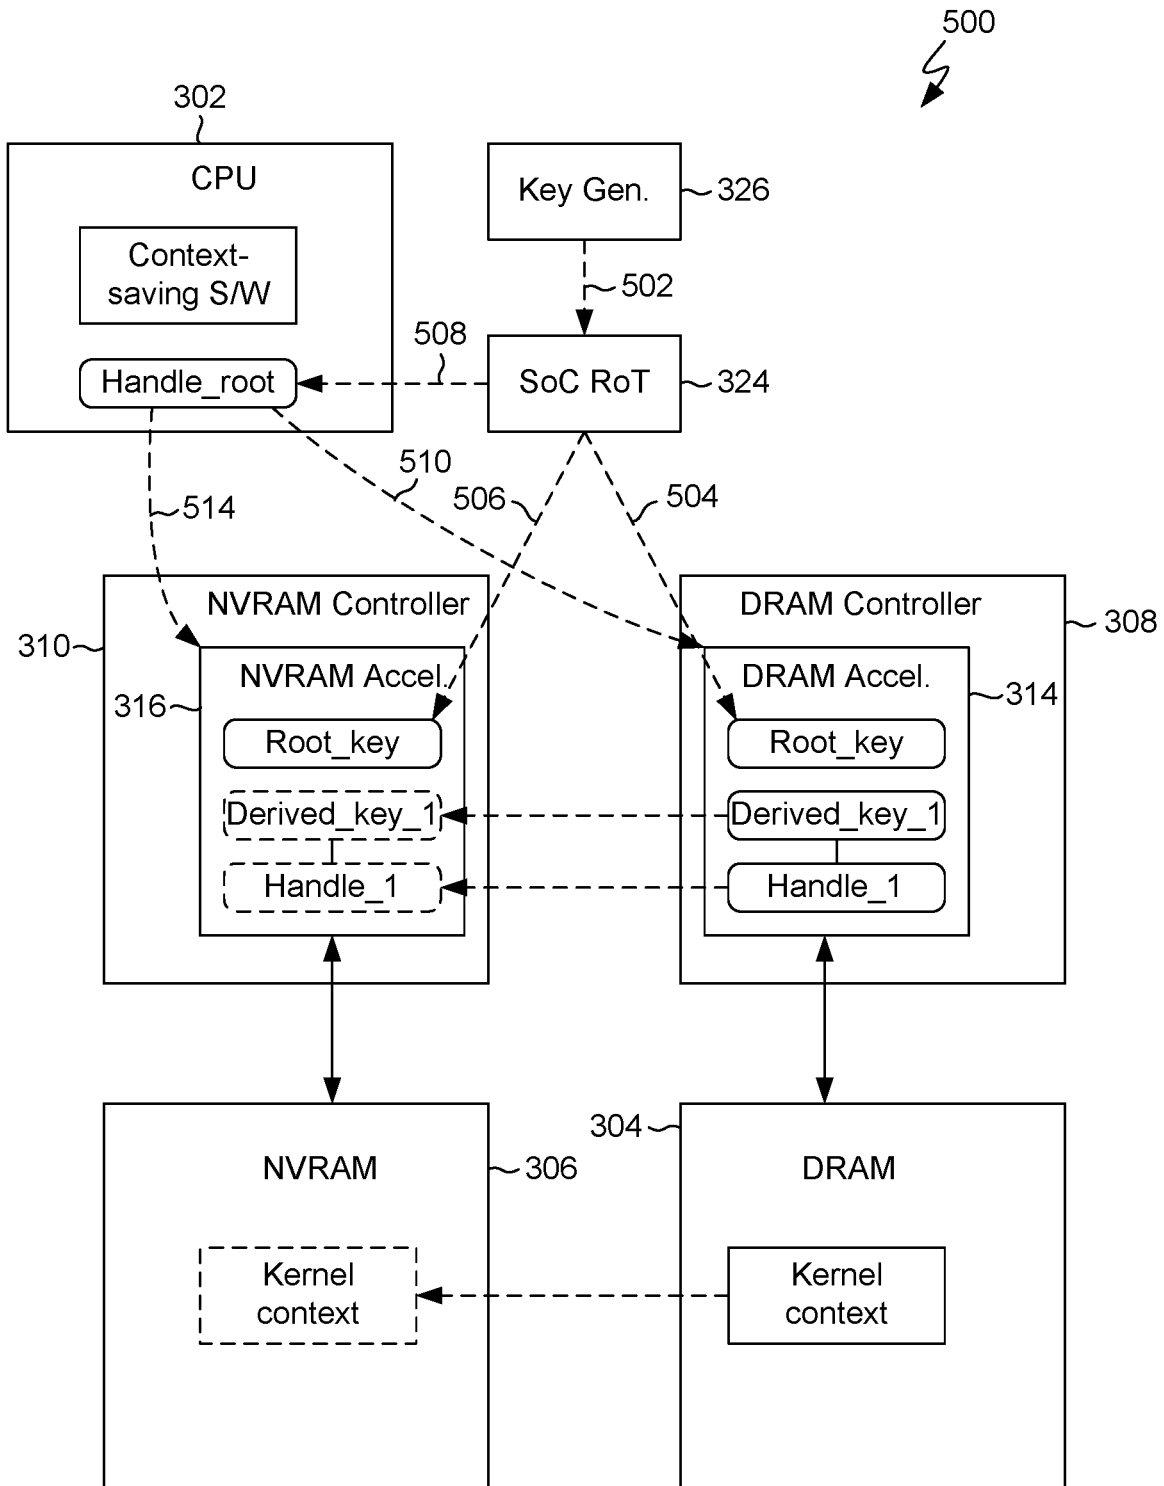 500
302
CPU
Key Gen.
326
Context-
saving S/W
502
508
Handle_root
SoC RoT
324
510
506
504
514
NVRAM Controller
DRAM Controller
310
308
NVRAM Accel.
DRAM Accel.
316
314
Root_key
Root_key
Derived_key_1
Derived_key_1
Handle_1
Handle_1
304
NVRAM
306
DRAM
Kernel
context
Kernel
context